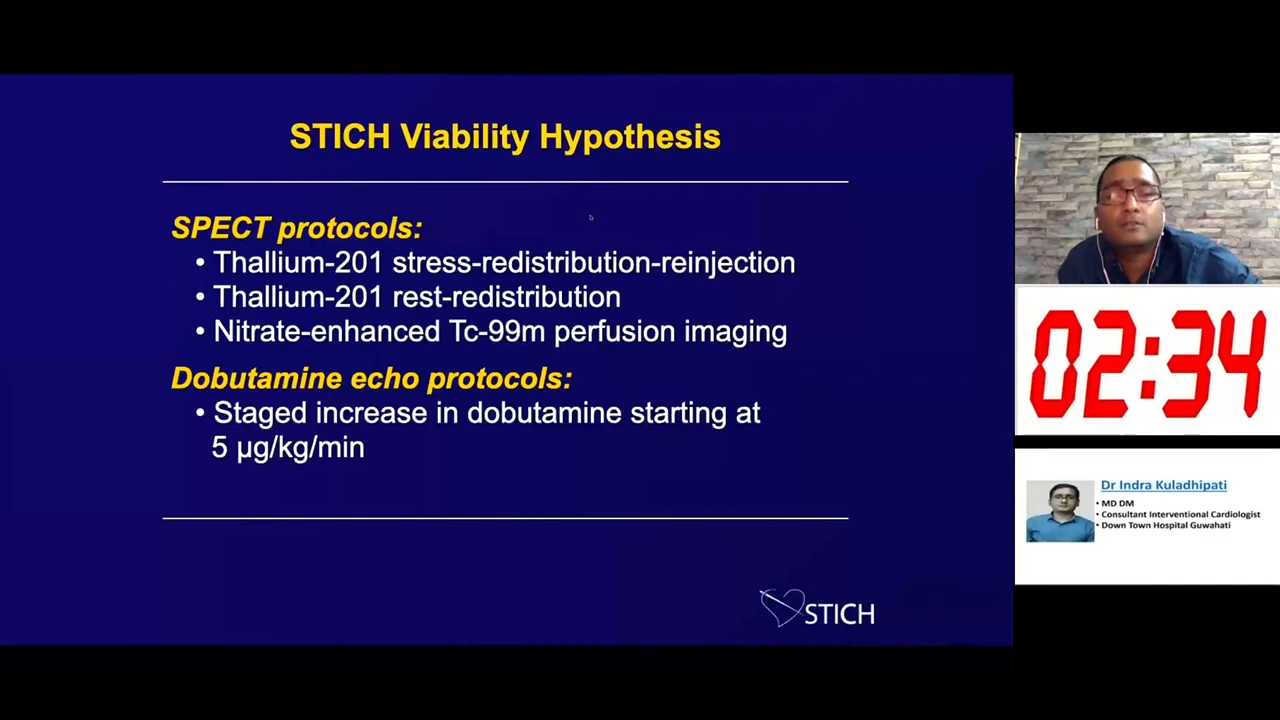 STICH Viability Hypothesis
SPECT protocols:
• Thallium-201 stress-redistribution-reinjection
• Thallium-201 rest-redistribution
• Nitrate-enhanced Tc-99m perfusion imaging
Dobutamine echo protocols:
• Staged increase in dobutamine starting at
5 µg/kg/min
STICH
02:34
Dr Indra Kuladhipati
• MD DM
• Consultant Interventional Cardiologist
• Down Town Hospital Guwahati